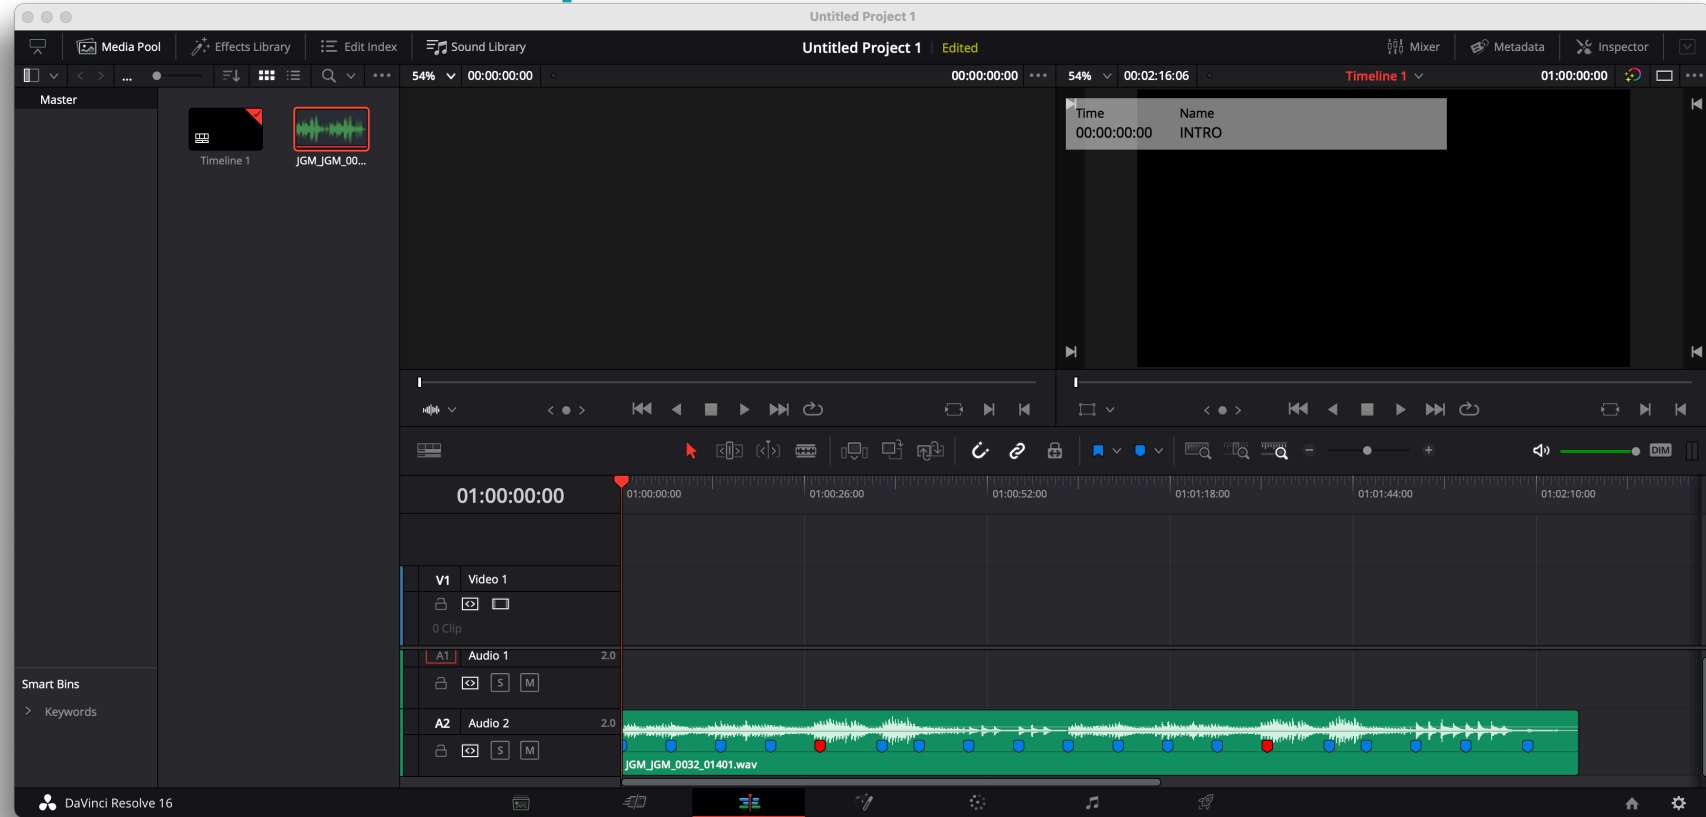 Untitled Project 1
Media Pool
Effects Library
Edit Index
Sound Library
Untitled Project 1
Edited
Mixer
Metadata
Inspector
...
54%
00:00:00:00
00:00:00:00
54%
00:02:16:06
Timeline 1
01:00:00:00
Master
Timeline 1
JGM_JGM_00...
Time Name
00:00:00:00 INTRO
DIM
01:00:00:00
01:00:00:00
01:00:26:00
01:00:52:00
01:01:18:00
01:01:44:00
01:02:10:00
V1 Video 1
0 Clip
A1 Audio 1 2.0
S M
A2 Audio 2 2.0
S M
JGM_JGM_0032_01401.wav
Smart Bins
Keywords
DaVinci Resolve 16